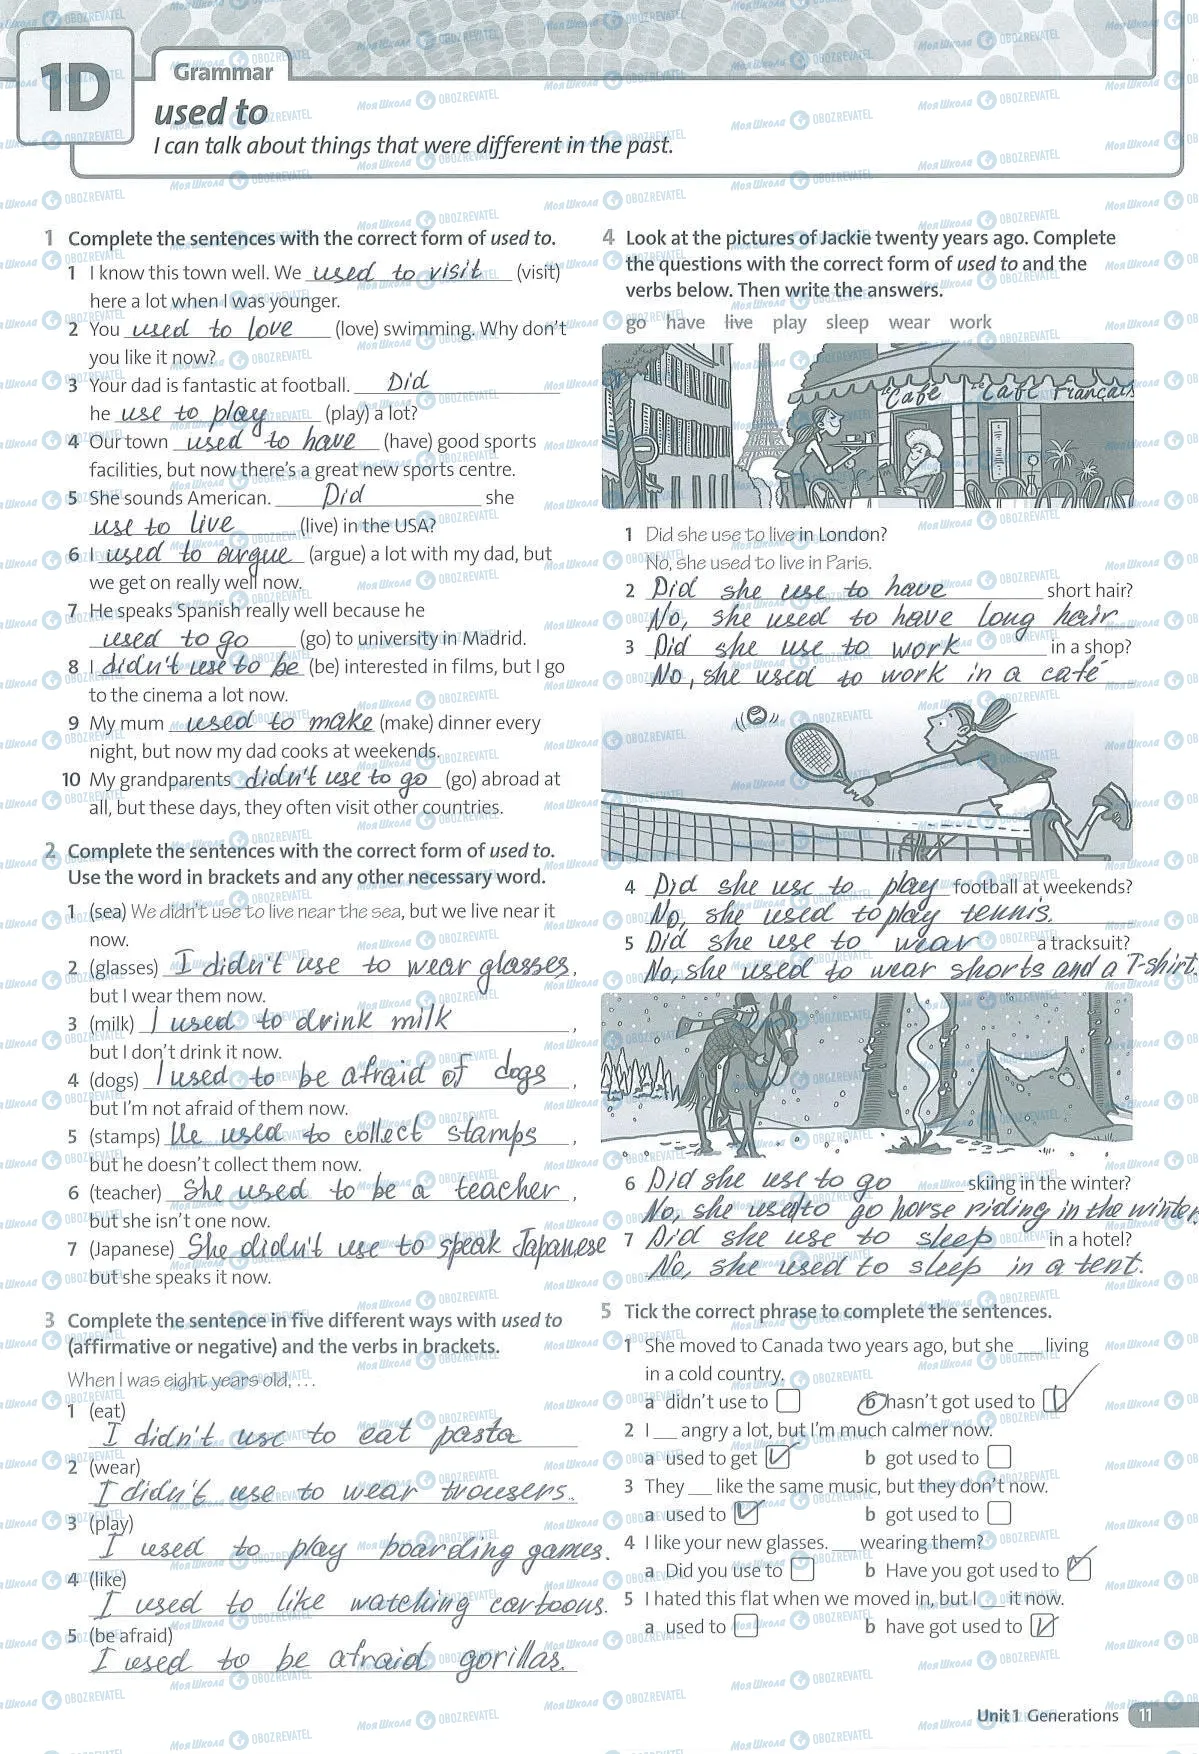 1D
Grammar
used to
I can talk about things that were different in the past.
1 Complete the sentences with the correct form of used to.
1 I know this town well. We used to visit (visit)
here a lot when I was younger.
2 You used to love (love) swimming. Why don't
you like it now?
3 Your dad is fantastic at football. Did
he use to play (play) a lot?
4 Our town used to have (have) good sports
facilities, but now there's a great new sports centre.
5 She sounds American. Did she
use to live (live) in the USA?
6 I used to argue (argue) a lot with my dad, but
we get on really well now.
7 He speaks Spanish really well because he
used to go (go) to university in Madrid.
8 I didn't use to be (be) interested in films, but I go
to the cinema a lot now.
9 My mum used to make (make) dinner every
night, but now my dad cooks at weekends.
10 My grandparents didn't use to go (go) abroad at
all, but these days, they often visit other countries.
2 Complete the sentences with the correct form of used to.
Use the word in brackets and any other necessary word.
1 (sea) We didn't use to live near the sea, but we live near it
now.
2 (glasses) I didn't use to wear glasses,
but I wear them now.
3 (milk) I used to drink milk,
but I don't drink it now.
4 (dogs) I used to be afraid of dogs,
but I'm not afraid of them now.
5 (stamps) He used to collect stamps,
but he doesn't collect them now.
6 (teacher) She used to be a teacher,
but she isn't one now.
7 (Japanese) She didn't use to speak Japanese
but she speaks it now.
3 Complete the sentence in five different ways with used to
(affirmative or negative) and the verbs in brackets.
When I was eight years old, ...
1 (eat)
I didn't use to eat pasta
2 (wear)
I didn't use to wear trousers.
3 (play)
I used to play boarding games.
4 (like)
I used to like watching cartoons.
5 (be afraid)
I used to be afraid gorillas.
4 Look at the pictures of Jackie twenty years ago. Complete
the questions with the correct form of used to and the
verbs below. Then write the answers.
go have live play sleep wear work
Le Café Le Café Français
1 Did she use to live in London?
No, she used to live in Paris.
2 Did she use to have short hair?
No, she used to have long hair
3 Did she use to work in a shop?
No, she used to work in a café
4 Did she use to play football at weekends?
No, she used to play tennis.
5 Did she use to wear a tracksuit?
No, she used to wear shorts and a T-shirt.
6 Did she use to go skiing in the winter?
No, she used to go horse riding in the winter.
7 Did she use to sleep in a hotel?
No, she used to sleep in a tent.
5 Tick the correct phrase to complete the sentences.
1 She moved to Canada two years ago, but she ___ living
in a cold country.
a didn't use to b hasn't got used to
2 I ___ angry a lot, but I'm much calmer now.
a used to get b got used to
3 They ___ like the same music, but they don't now.
a used to b got used to
4 I like your new glasses. ___ wearing them?
a Did you use to b Have you got used to
5 I hated this flat when we moved in, but I ___ it now.
a used to b have got used to
Unit 1 Generations 11
Моя Школа OBOZREVATEL